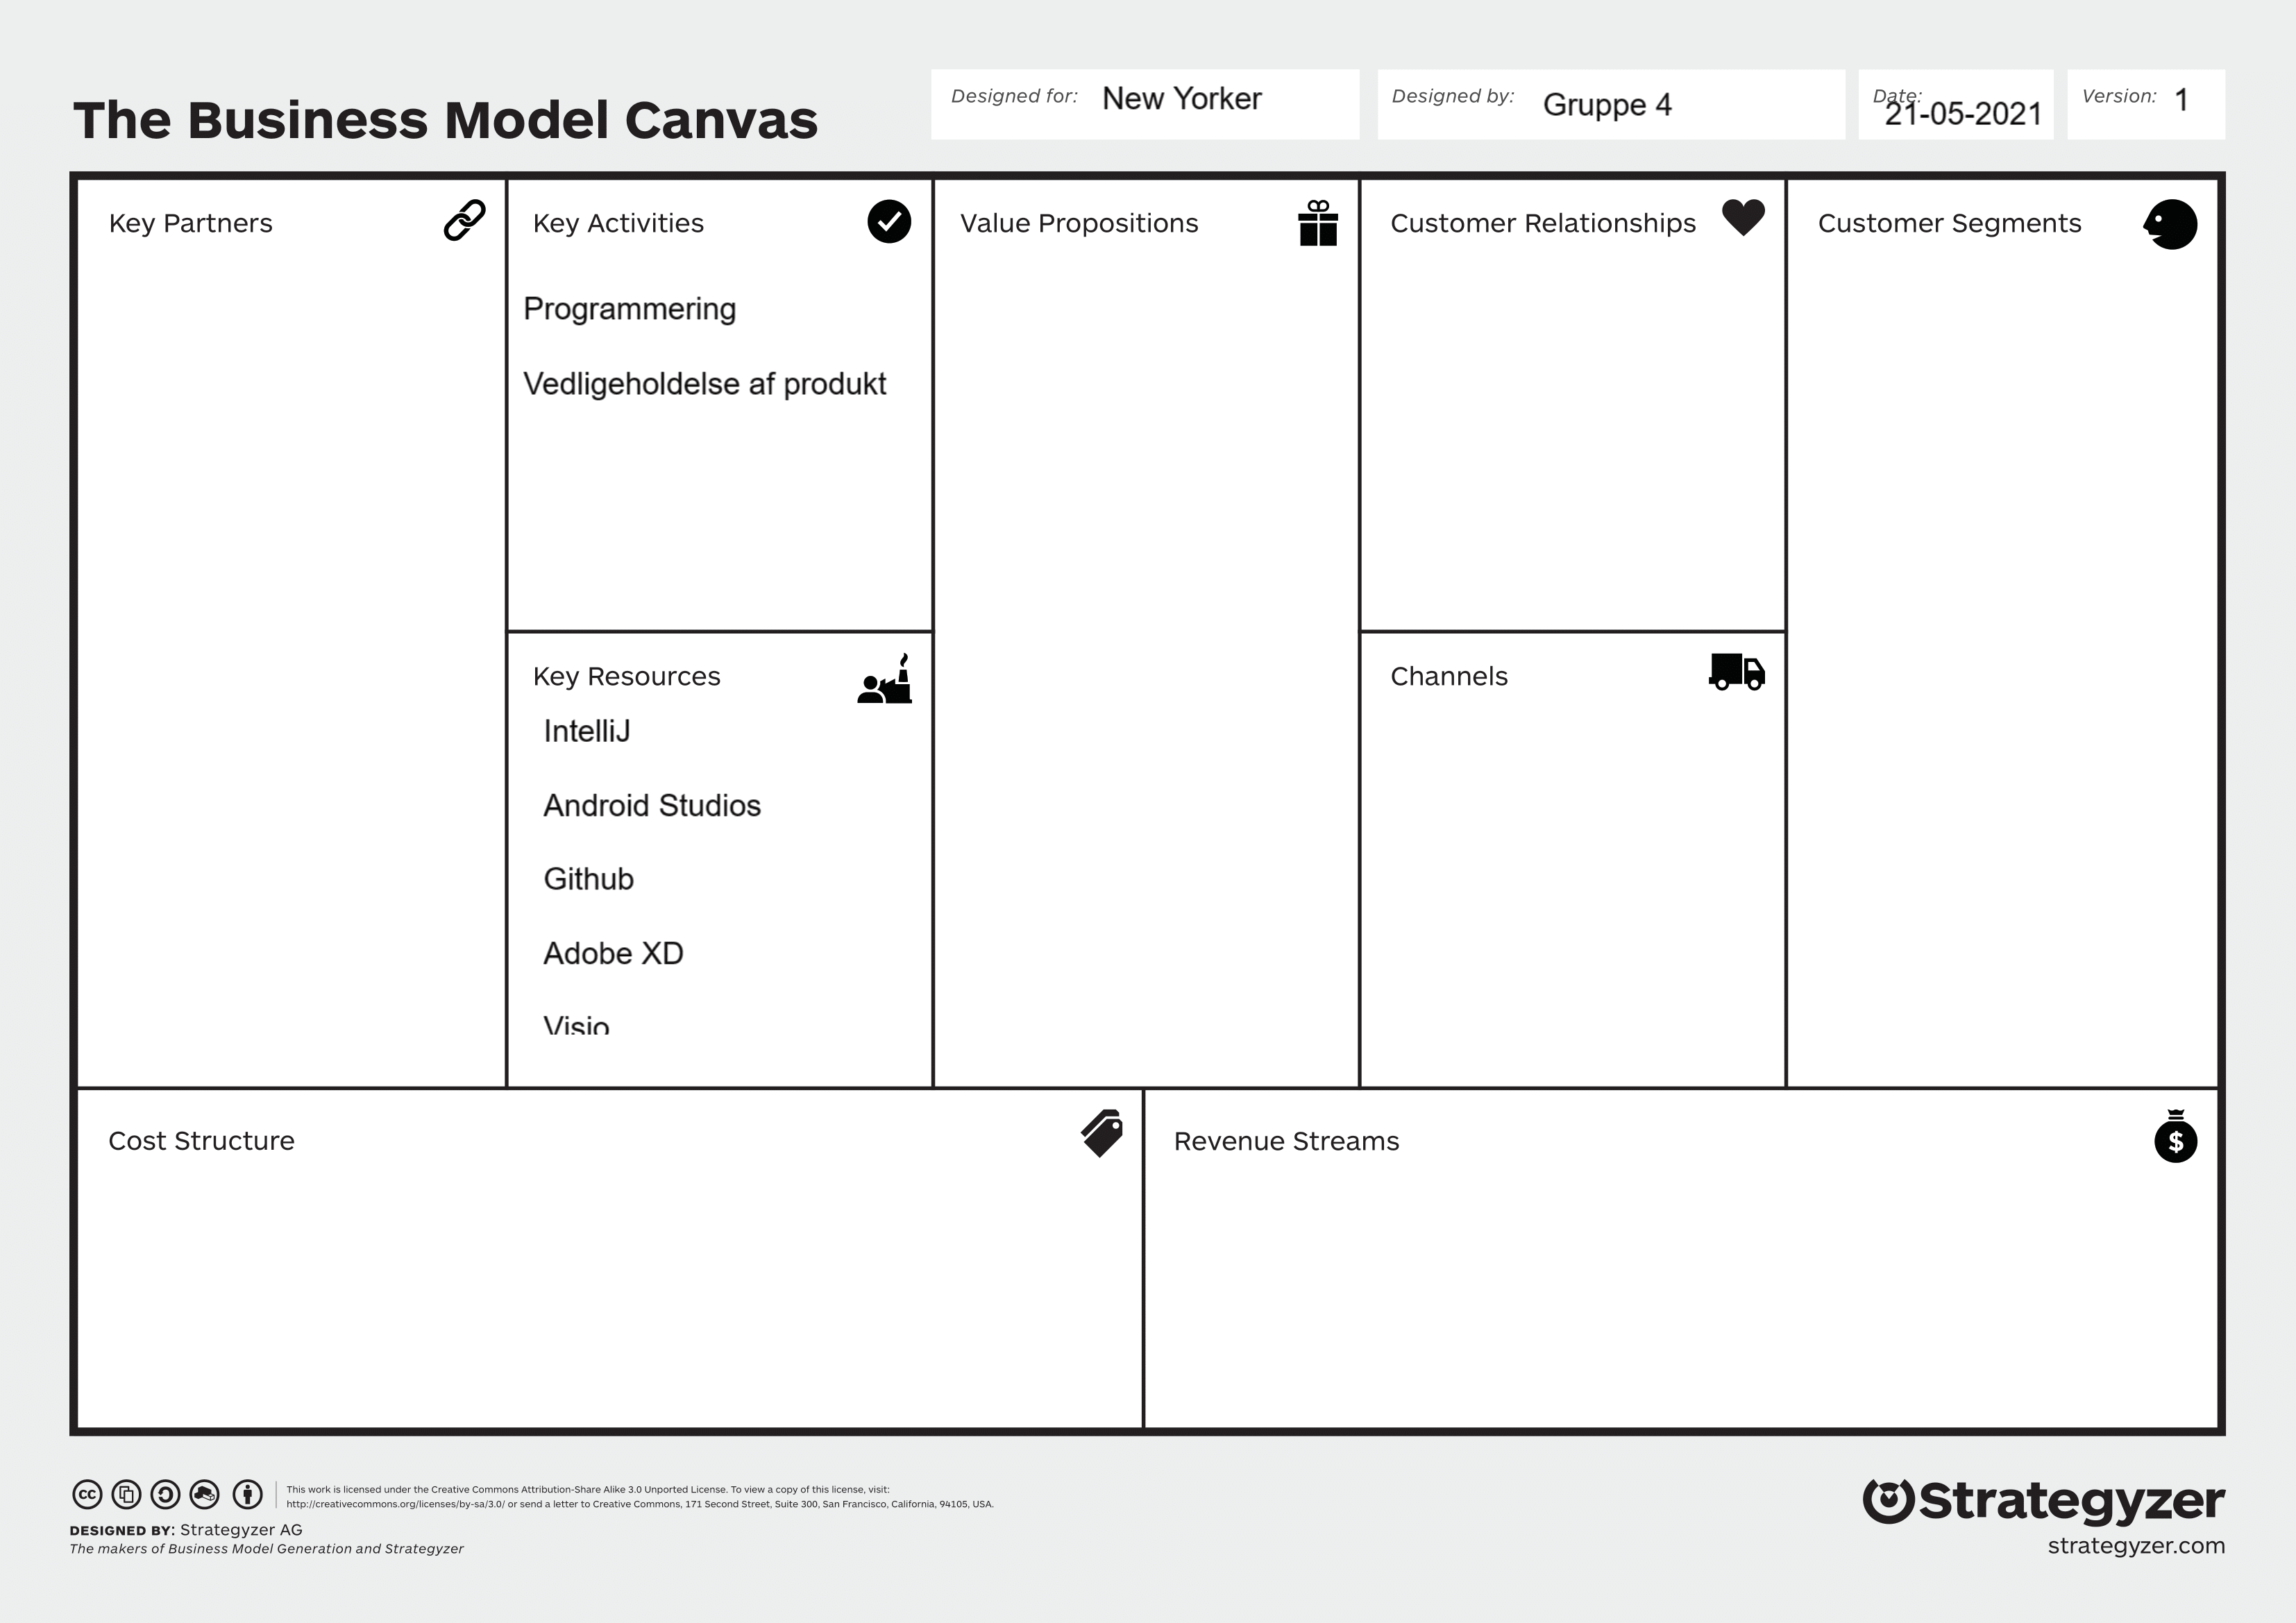 The Business Model Canvas
Designed for: New Yorker
Designed by: Gruppe 4
Date: 21-05-2021
Version: 1
Key Partners
Key Activities
Programmering
Vedligeholdelse af produkt
Key Resources
IntelliJ
Android Studios
Github
Adobe XD
Visio
Value Propositions
Customer Relationships
Channels
Customer Segments
Cost Structure
Revenue Streams
$
cc
This work is licensed under the Creative Commons Attribution-Share Alike 3.0 Unported License. To view a copy of this license, visit:
http://creativecommons.org/licenses/by-sa/3.0/ or send a letter to Creative Commons, 171 Second Street, Suite 300, San Francisco, California, 94105, USA.
DESIGNED BY: Strategyzer AG
The makers of Business Model Generation and Strategyzer
Strategyzer
strategyzer.com